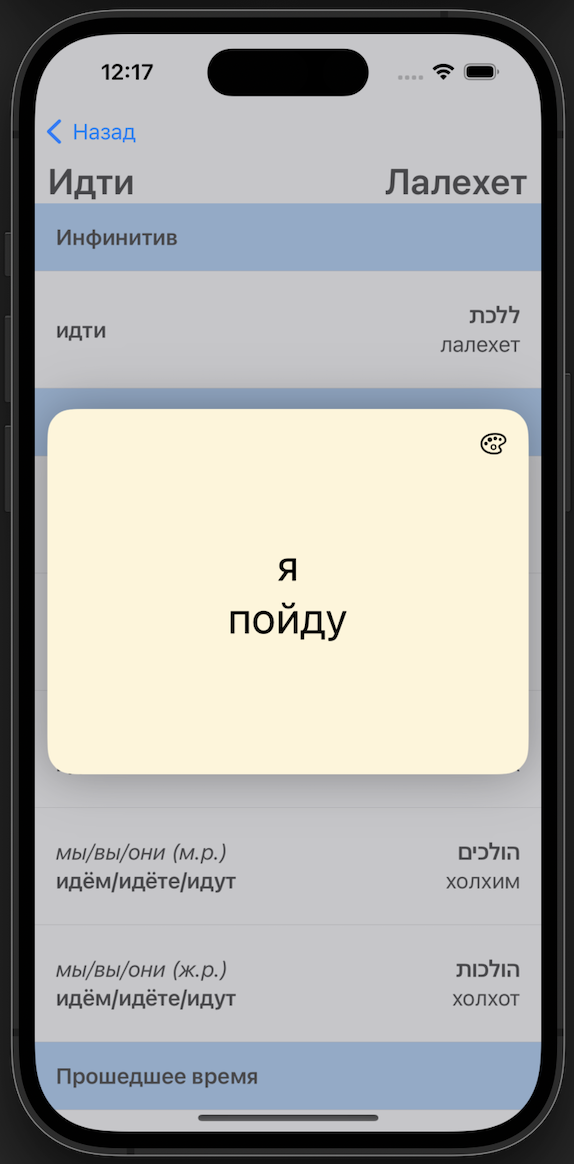 12:17
Назад
Идти
Лалехет
Инфинитив
идти
ללכת
лалехет
я
пойду
мы/вы/они (м.р.)
идём/идёте/идут
הולכים
холхим
мы/вы/они (ж.р.)
идём/идёте/идут
הולכות
холхот
Прошедшее время